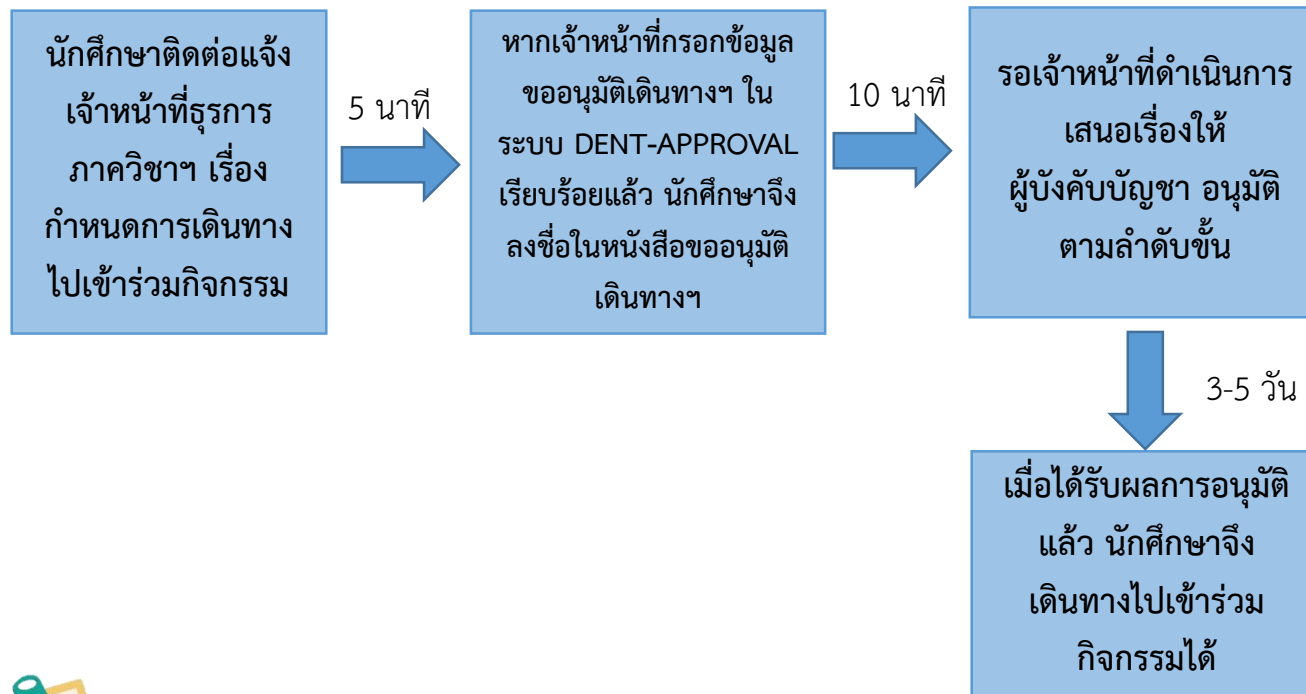 นักศึกษาติดต่อแจ้ง
เจ้าหน้าที่ธุรการ
ภาควิชาฯ เรื่อง
กำหนดการเดินทาง
ไปเข้าร่วมกิจกรรม
5 นาที
หากเจ้าหน้าที่กรอกข้อมูล
ขออนุมัติเดินทางฯ ใน
ระบบ DENT-APPROVAL
เรียบร้อยแล้ว นักศึกษาจึง
ลงชื่อในหนังสือขออนุมัติ
เดินทางฯ
10 นาที
รอเจ้าหน้าที่ดำเนินการ
เสนอเรื่องให้
ผู้บังคับบัญชา อนุมัติ
ตามลำดับขั้น
3-5 วัน
เมื่อได้รับผลการอนุมัติ
แล้ว นักศึกษาจึง
เดินทางไปเข้าร่วม
กิจกรรมได้